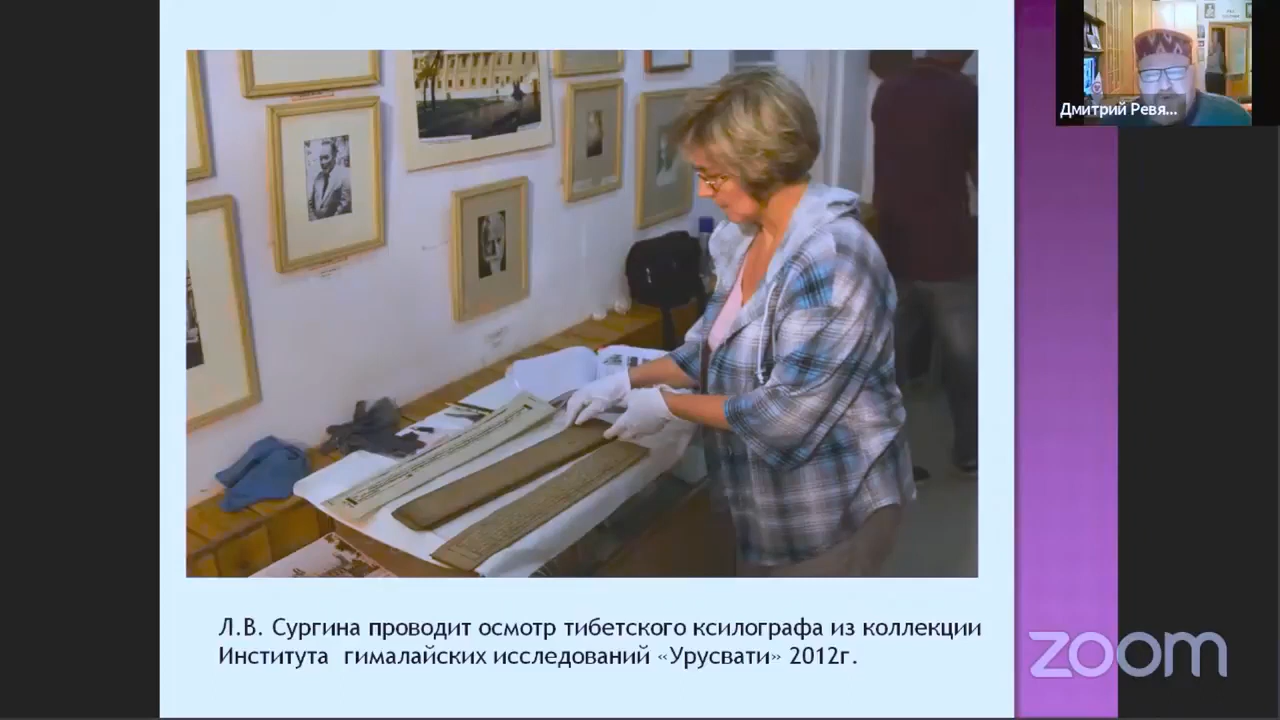 Дмитрий Ревя...
Л.В. Сургина проводит осмотр тибетского ксилографа из коллекции
Института гималайских исследований «Урусвати» 2012г.
zoom